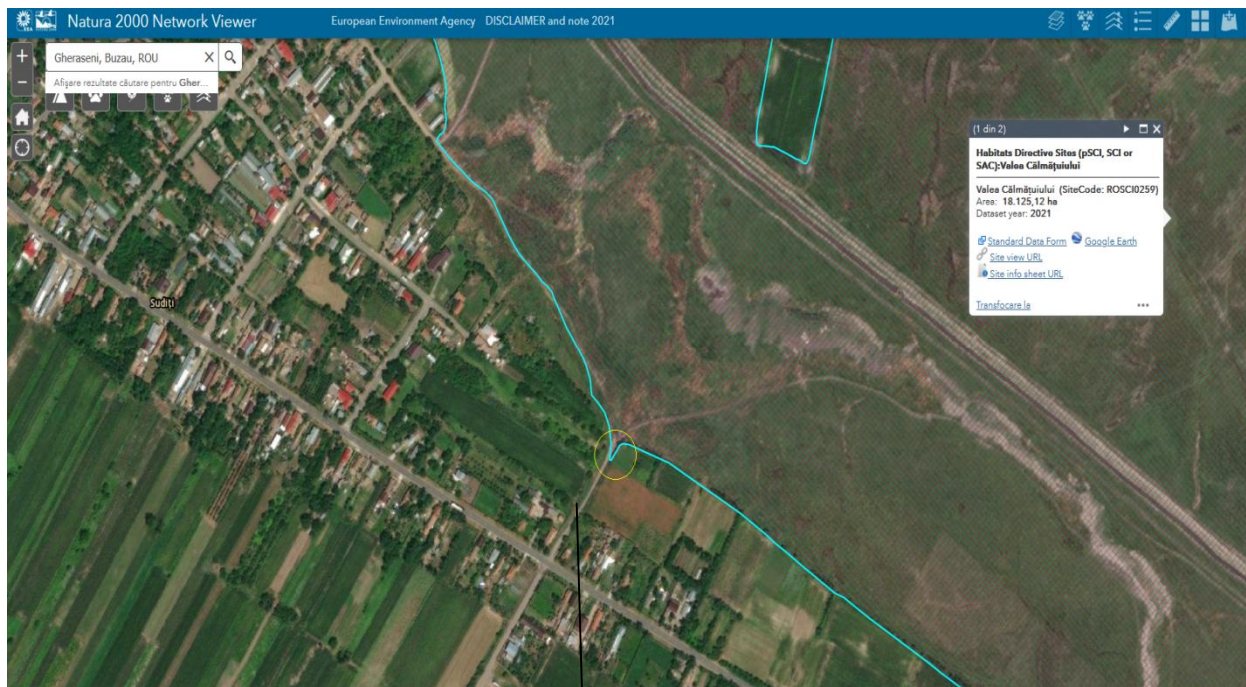 Natura 2000 Network Viewer
European Environment Agency DISCLAIMER and note 2021
Gheraseni, Buzau, ROU
Afișare rezultate căutare pentru Gher...
Sudiți
(1 din 2)
Habitats Directive Sites (pSCI, SCI or
SAC):Valea Călmățuiului
Valea Călmățuiului (SiteCode: ROSCI0259)
Area: 18.125,12 ha
Dataset year: 2021
Standard Data Form Google Earth
Site view URL
Site info sheet URL
Transfocare la